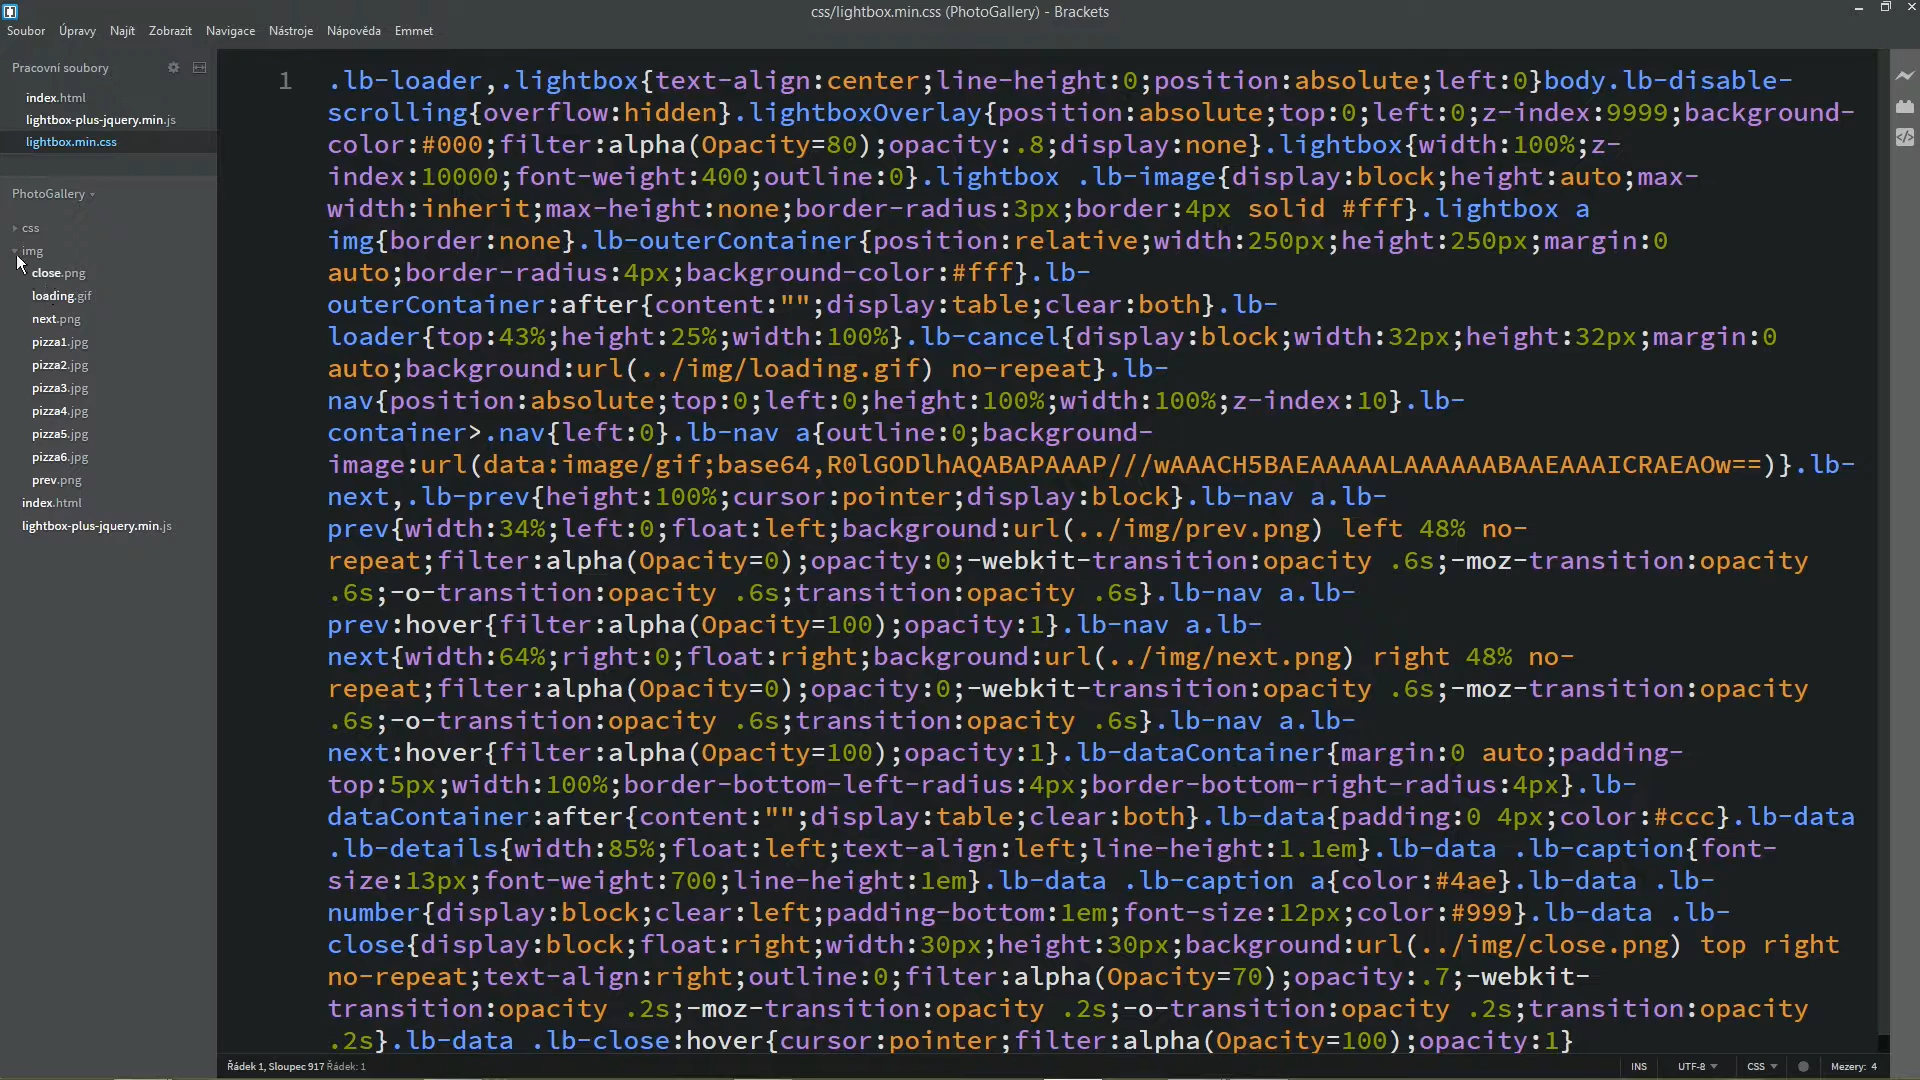 css/lightbox.min.css (PhotoGallery) - Brackets
Soubor Úpravy Najít Zobrazit Navigace Nástroje Nápověda Emmet
Pracovní soubory
index.html
lightbox-plus-jquery.min.js
lightbox.min.css
PhotoGallery
css
img
close.png
loading.gif
next.png
pizza1.jpg
pizza2.jpg
pizza3.jpg
pizza4.jpg
pizza5.jpg
pizza6.jpg
prev.png
index.html
lightbox-plus-jquery.min.js
1
.lb-loader,.lightbox{text-align:center;line-height:0;position:absolute;left:0}body.lb-disable-
scrolling{overflow:hidden}.lightboxOverlay{position:absolute;top:0;left:0;z-index:9999;background-
color:#000;filter:alpha(Opacity=80);opacity:.8;display:none}.lightbox{width:100%;z-
index:10000;font-weight:400;outline:0}.lightbox .lb-image{display:block;height:auto;max-
width:inherit;max-height:none;border-radius:3px;border:4px solid #fff}.lightbox a
img{border:none}.lb-outerContainer{position:relative;width:250px;height:250px;margin:0
auto;border-radius:4px;background-color:#fff}.lb-
outerContainer:after{content:"";display:table;clear:both}.lb-
loader{top:43%;height:25%;width:100%}.lb-cancel{display:block;width:32px;height:32px;margin:0
auto;background:url(../img/loading.gif) no-repeat}.lb-
nav{position:absolute;top:0;left:0;height:100%;width:100%;z-index:10}.lb-
container>.nav{left:0}.lb-nav a{outline:0;background-
image:url(data:image/gif;base64,R0lGODlhAQABAPAAAP///wAAACH5BAEAAAAALAAAAAABAAEAAAICRAEAOw==)}.lb-
next,.lb-prev{height:100%;cursor:pointer;display:block}.lb-nav a.lb-
prev{width:34%;left:0;float:left;background:url(../img/prev.png) left 48% no-
repeat;filter:alpha(Opacity=0);opacity:0;-webkit-transition:opacity .6s;-moz-transition:opacity
.6s;-o-transition:opacity .6s;transition:opacity .6s}.lb-nav a.lb-
prev:hover{filter:alpha(Opacity=100);opacity:1}.lb-nav a.lb-
next{width:64%;right:0;float:right;background:url(../img/next.png) right 48% no-
repeat;filter:alpha(Opacity=0);opacity:0;-webkit-transition:opacity .6s;-moz-transition:opacity
.6s;-o-transition:opacity .6s;transition:opacity .6s}.lb-nav a.lb-
next:hover{filter:alpha(Opacity=100);opacity:1}.lb-dataContainer{margin:0 auto;padding-
top:5px;width:100%;border-bottom-left-radius:4px;border-bottom-right-radius:4px}.lb-
dataContainer:after{content:"";display:table;clear:both}.lb-data{padding:0 4px;color:#ccc}.lb-data
.lb-details{width:85%;float:left;text-align:left;line-height:1.1em}.lb-data .lb-caption{font-
size:13px;font-weight:700;line-height:1em}.lb-data .lb-caption a{color:#4ae}.lb-data .lb-
number{display:block;clear:left;padding-bottom:1em;font-size:12px;color:#999}.lb-data .lb-
close{display:block;float:right;width:30px;height:30px;background:url(../img/close.png) top right
no-repeat;text-align:right;outline:0;filter:alpha(Opacity=70);opacity:.7;-webkit-
transition:opacity .2s;-moz-transition:opacity .2s;-o-transition:opacity .2s;transition:opacity
.2s}.lb-data .lb-close:hover{cursor:pointer;filter:alpha(Opacity=100);opacity:1}
Řádek 1, Sloupec 917 Řádek: 1
INS UTF-8 CSS Mezery: 4